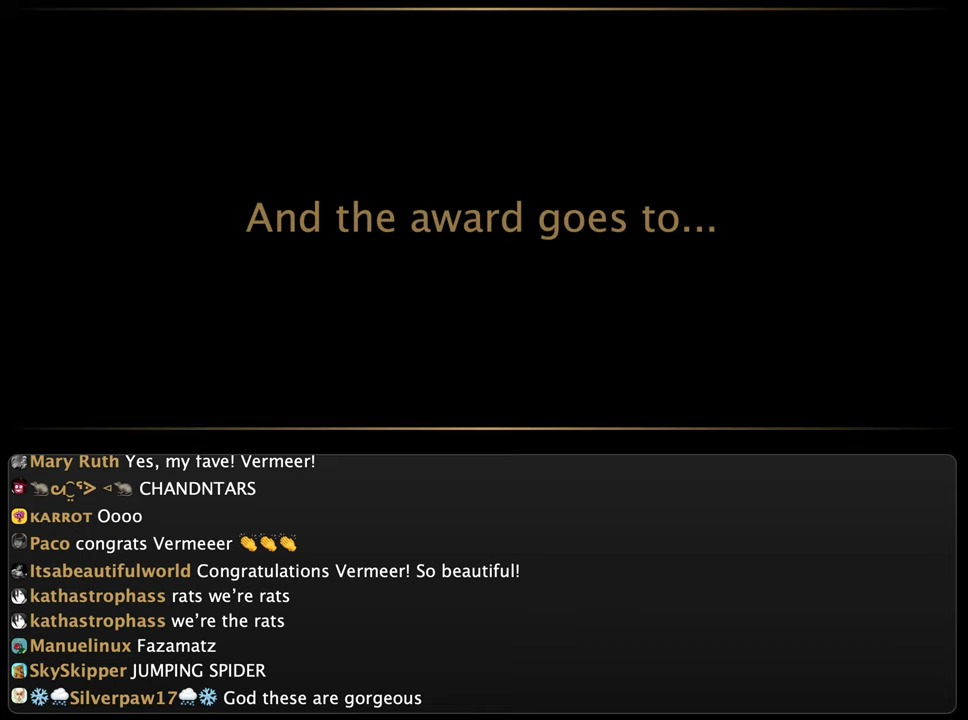 And the award goes to...
Mary Ruth Yes, my fave! Vermeer!
CHANDNTARS
ᴋᴀʀʀᴏᴛ Oooo
Paco congrats Vermeeer 👏👏👏
Itsabeautifulworld Congratulations Vermeer! So beautiful!
kathastrophass rats we’re rats
kathastrophass we’re the rats
Manuelinux Fazamatz
SkySkipper JUMPING SPIDER
❄️🌨️Silverpaw17🌨️❄️ God these are gorgeous